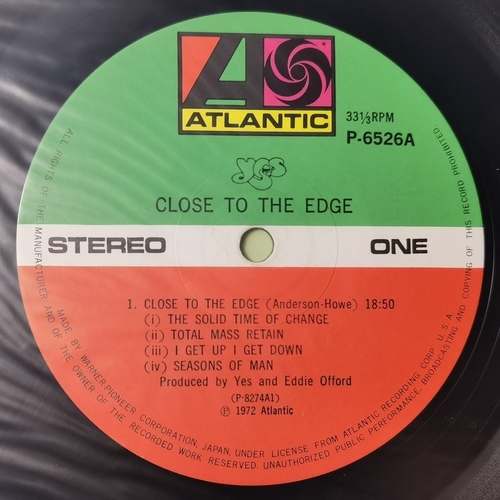 ATLANTIC
33⅓RPM
P-6526A
yes
CLOSE TO THE EDGE
STEREO
ONE
1. CLOSE TO THE EDGE (Anderson-Howe) 18:50
(i) THE SOLID TIME OF CHANGE
(ii) TOTAL MASS RETAIN
(iii) I GET UP I GET DOWN
(iv) SEASONS OF MAN
Produced by Yes and Eddie Offord
(P-8274A1)
Ⓟ 1972 Atlantic
MADE BY WARNER-PIONEER CORPORATION, JAPAN, UNDER LICENSE FROM ATLANTIC RECORDING CORP., U.S.A.
ALL RIGHTS OF THE MANUFACTURER AND OF THE OWNER OF THE RECORDED WORK RESERVED. UNAUTHORIZED PUBLIC PERFORMANCE, BROADCASTING AND COPYING OF THIS RECORD PROHIBITED